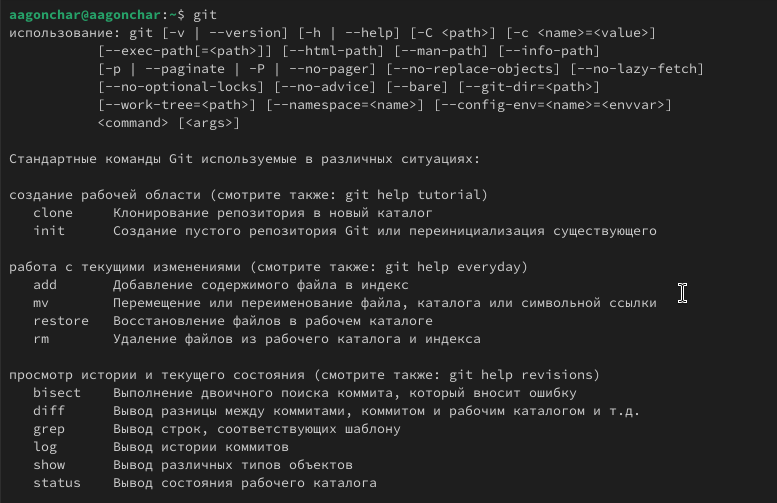 aagonchar@aagonchar:~$ git
использование: git [-v | --version] [-h | --help] [-C <path>] [-c <name>=<value>]
           [--exec-path[=<path>]] [--html-path] [--man-path] [--info-path]
           [-p | --paginate | -P | --no-pager] [--no-replace-objects] [--no-lazy-fetch]
           [--no-optional-locks] [--no-advice] [--bare] [--git-dir=<path>]
           [--work-tree=<path>] [--namespace=<name>] [--config-env=<name>=<envvar>]
           <command> [<args>]

Стандартные команды Git используемые в различных ситуациях:

создание рабочей области (смотрите также: git help tutorial)
   clone     Клонирование репозитория в новый каталог
   init      Создание пустого репозитория Git или переинициализация существующего

работа с текущими изменениями (смотрите также: git help everyday)
   add       Добавление содержимого файла в индекс
   mv        Перемещение или переименование файла, каталога или символьной ссылки
   restore   Восстановление файлов в рабочем каталоге
   rm        Удаление файлов из рабочего каталога и индекса

просмотр истории и текущего состояния (смотрите также: git help revisions)
   bisect    Выполнение двоичного поиска коммита, который вносит ошибку
   diff      Вывод разницы между коммитами, коммитом и рабочим каталогом и т.д.
   grep      Вывод строк, соответствующих шаблону
   log       Вывод истории коммитов
   show      Вывод различных типов объектов
   status    Вывод состояния рабочего каталога